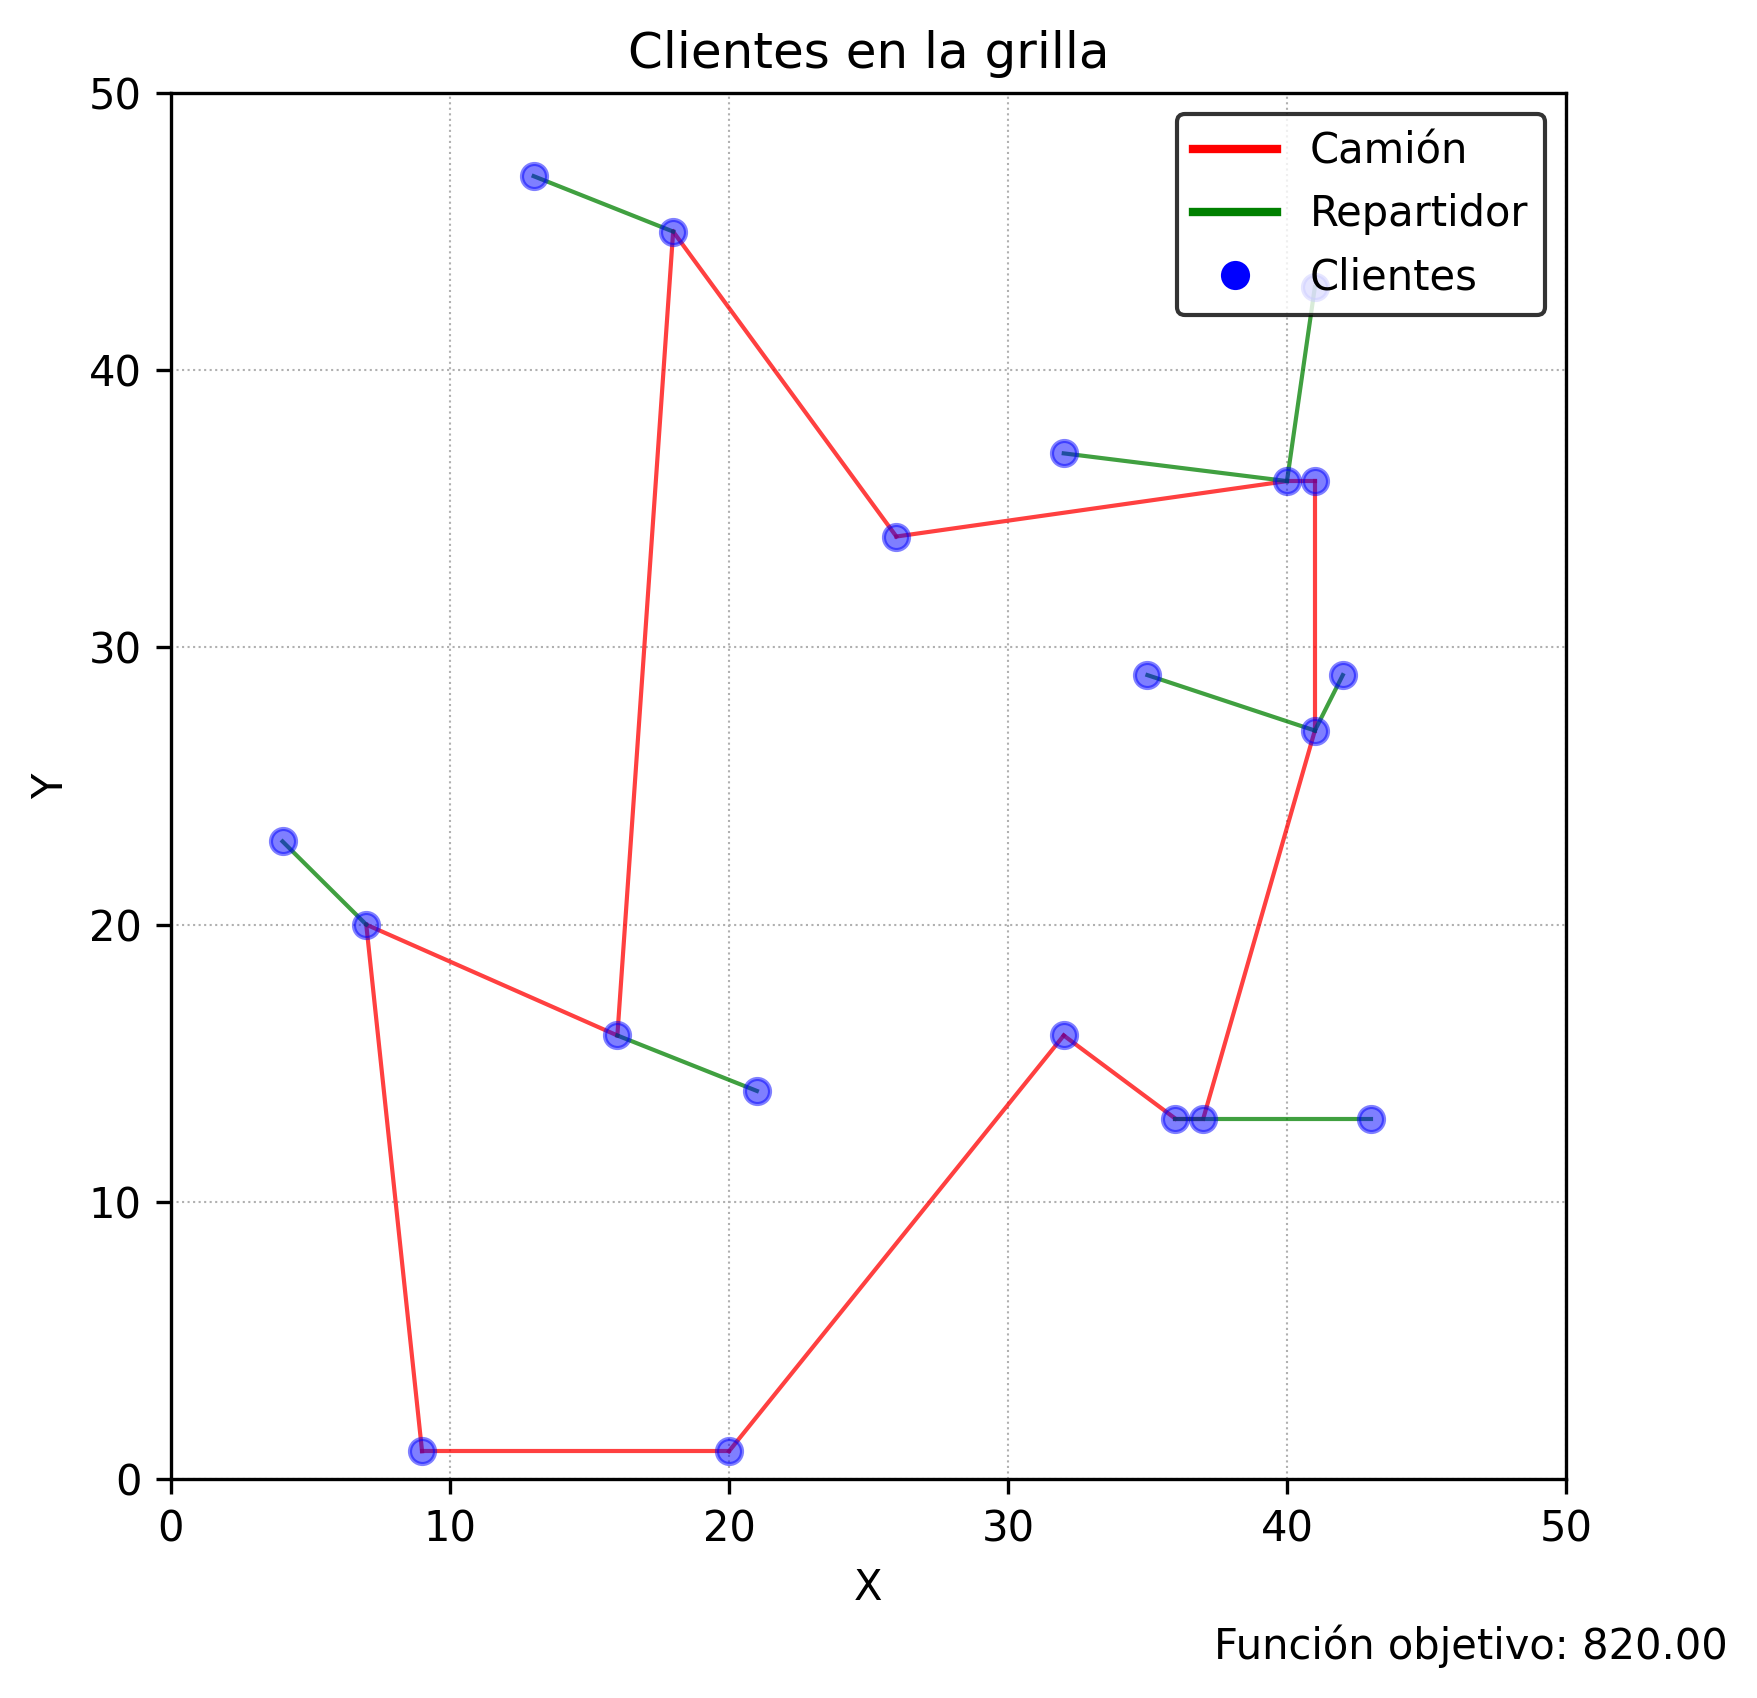 Clientes en la grilla
50
40
30
20
10
0
Y
Camión
Repartidor
Clientes
0 10 20 30 40 50
X
Función objetivo: 820.00